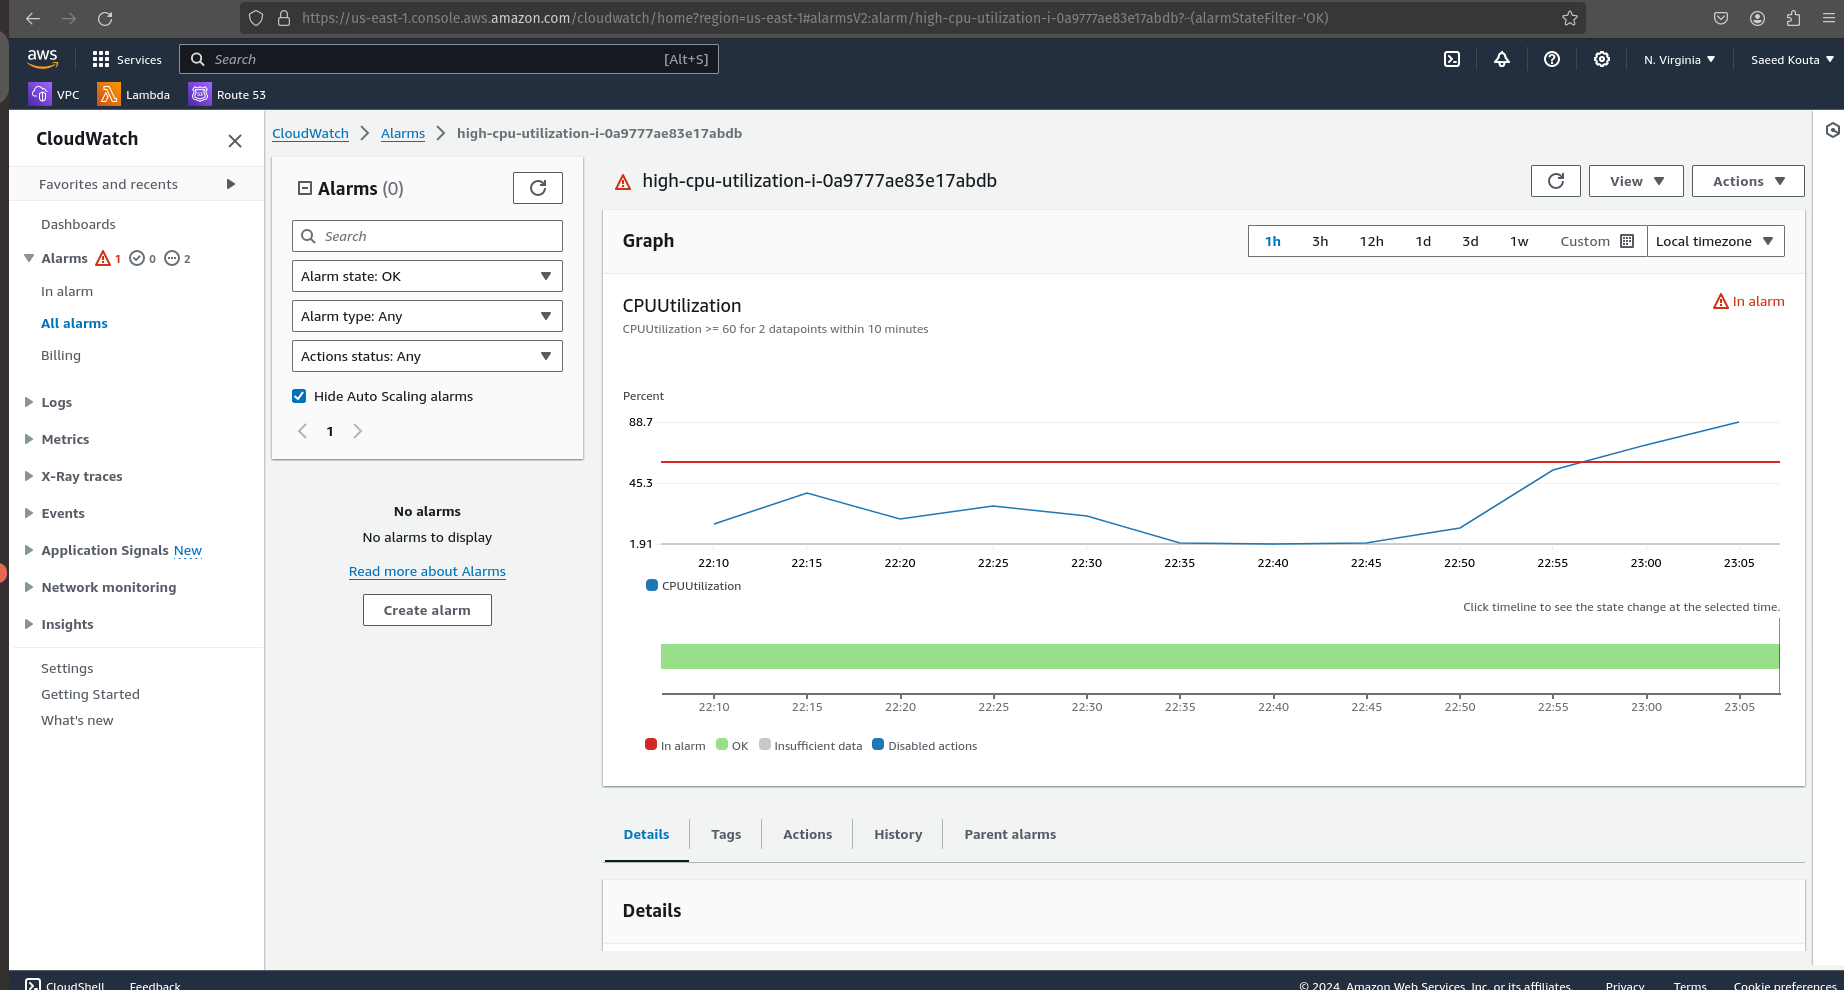 https://us-east-1.console.aws.amazon.com/cloudwatch/home?region=us-east-1#alarmsV2:alarm/high-cpu-utilization-i-0a9777ae83e17abdb?~(alarmStateFilter~'OK)
aws
Services
Search
[Alt+S]
N. Virginia
Saeed Kouta
VPC
Lambda
Route 53
CloudWatch
Favorites and recents
Dashboards
Alarms 1 0 2
In alarm
All alarms
Billing
Logs
Metrics
X-Ray traces
Events
Application Signals New
Network monitoring
Insights
Settings
Getting Started
What's new
CloudWatch
Alarms
high-cpu-utilization-i-0a9777ae83e17abdb
Alarms (0)
Search
Alarm state: OK
Alarm type: Any
Actions status: Any
Hide Auto Scaling alarms
1
No alarms
No alarms to display
Read more about Alarms
Create alarm
high-cpu-utilization-i-0a9777ae83e17abdb
View
Actions
Graph
1h
3h
12h
1d
3d
1w
Custom
Local timezone
CPUUtilization
In alarm
CPUUtilization >= 60 for 2 datapoints within 10 minutes
Percent
88.7
45.3
1.91
22:10 22:15 22:20 22:25 22:30 22:35 22:40 22:45 22:50 22:55 23:00 23:05
CPUUtilization
Click timeline to see the state change at the selected time.
22:10 22:15 22:20 22:25 22:30 22:35 22:40 22:45 22:50 22:55 23:00 23:05
In alarm
OK
Insufficient data
Disabled actions
Details
Tags
Actions
History
Parent alarms
Details
CloudShell
Feedback
© 2024, Amazon Web Services, Inc. or its affiliates.
Privacy
Terms
Cookie preferences